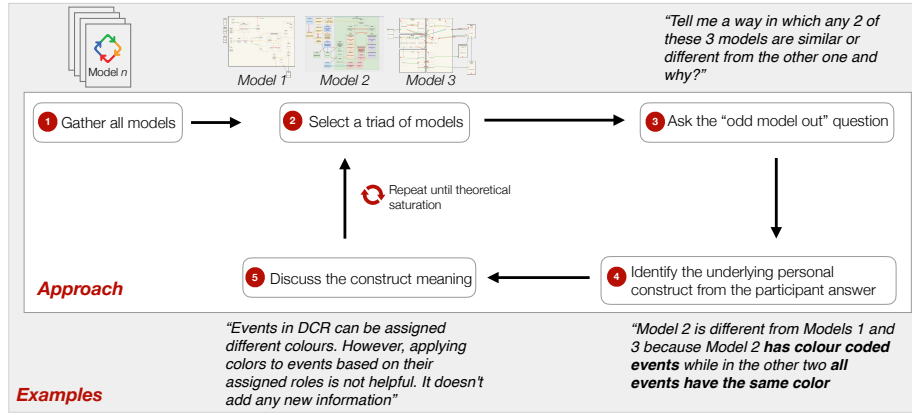 Model n
Model 1
Model 2
Model 3
“Tell me a way in which any 2 of
these 3 models are similar or
different from the other one and
why?”
1 Gather all models
2 Select a triad of models
3 Ask the “odd model out” question
Repeat until theoretical
saturation
5 Discuss the construct meaning
4 Identify the underlying personal
construct from the participant answer
Approach
“Events in DCR can be assigned
different colours. However, applying
colors to events based on their
assigned roles is not helpful. It doesn't
add any new information”
“Model 2 is different from Models 1 and
3 because Model 2 has colour coded
events while in the other two all
events have the same color
Examples